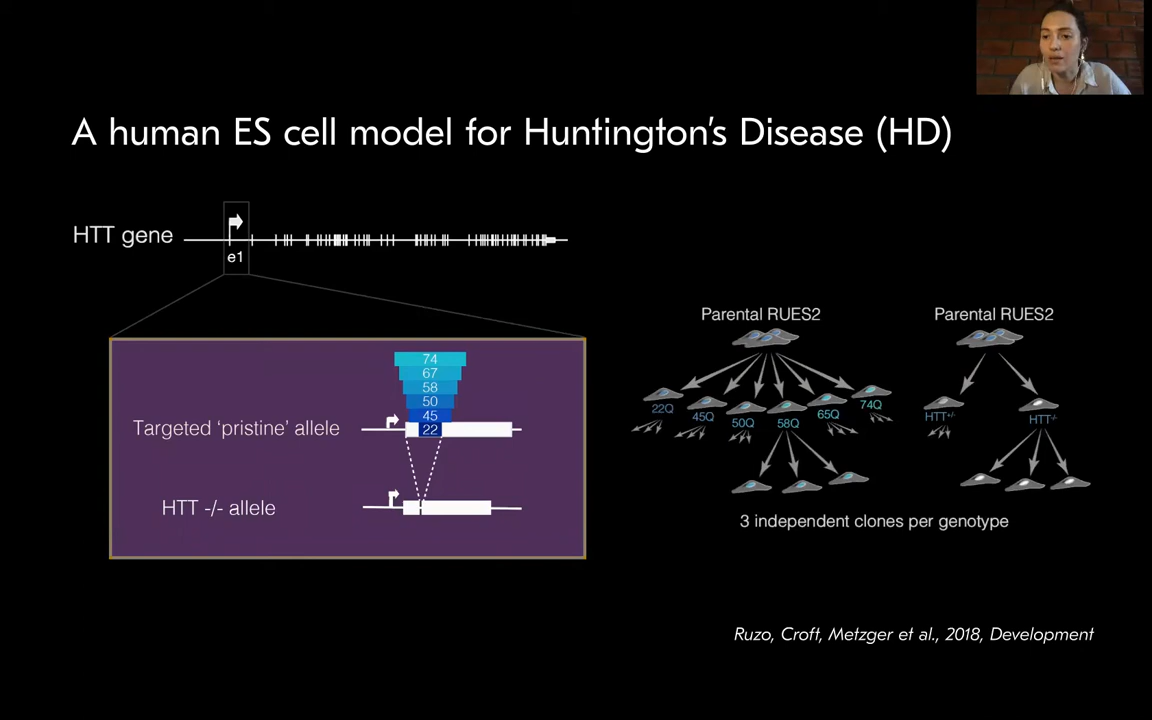 A human ES cell model for Huntington's Disease (HD)
HTT gene
e1
74
67
58
50
45
22
Targeted 'pristine' allele
HTT -/- allele
Parental RUES2
22Q
45Q
50Q
58Q
65Q
74Q
3 independent clones per genotype
Parental RUES2
HTT+/-
HTT-/-
Ruzo, Croft, Metzger et al., 2018, Development